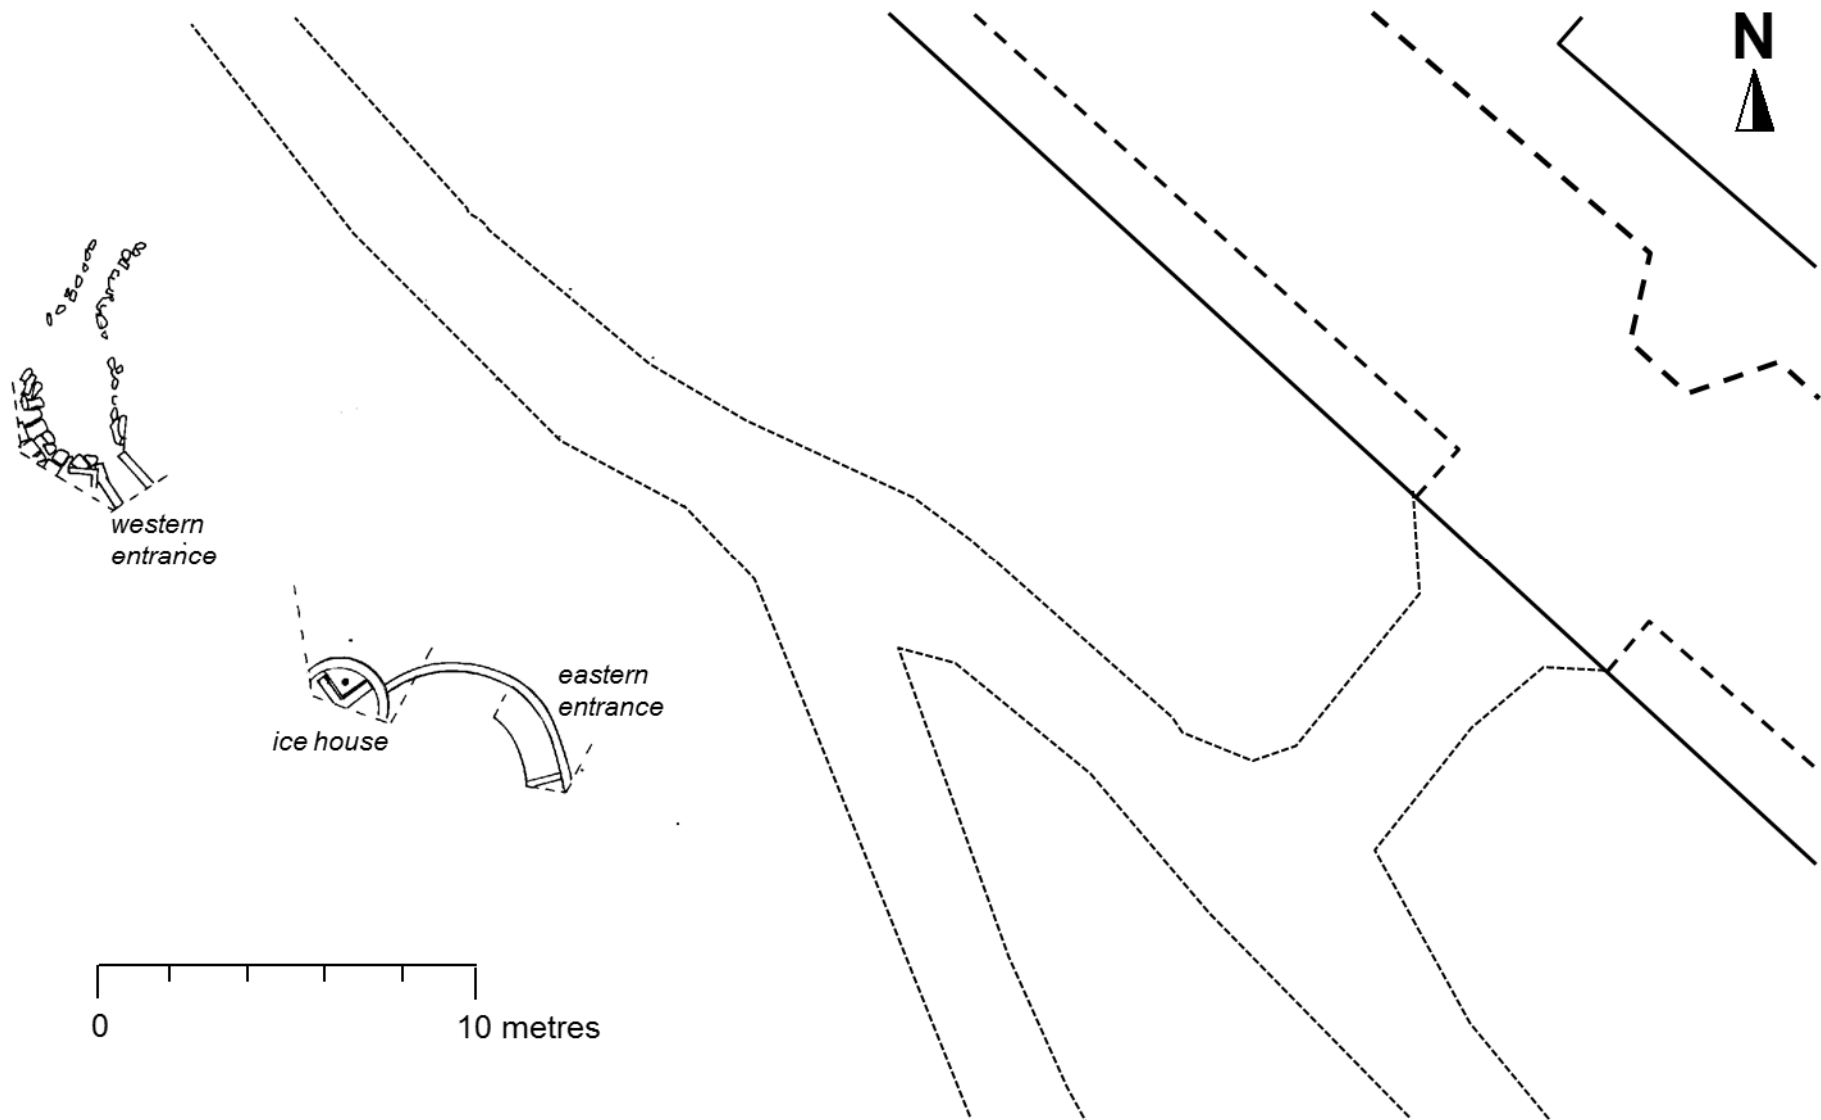 N
western
entrance
eastern
entrance
ice house
0
10 metres